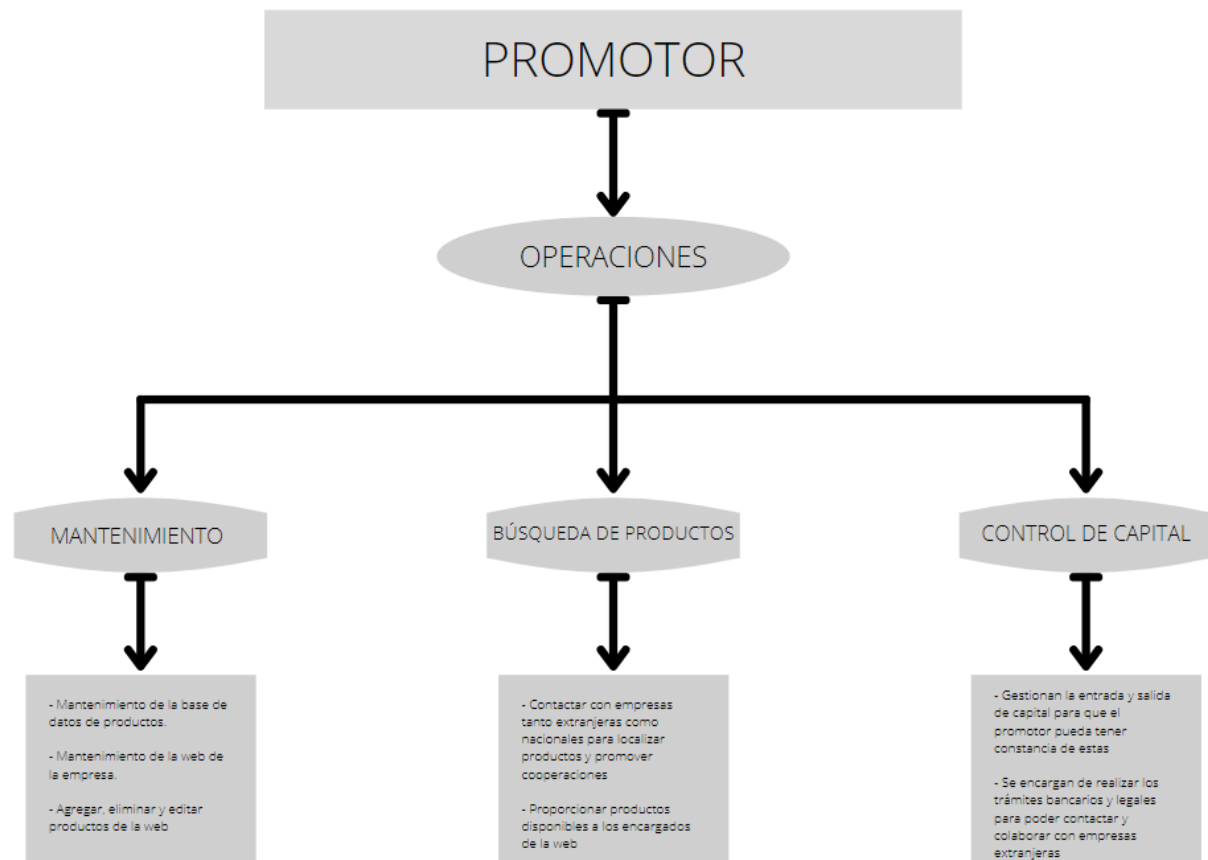 PROMOTOR
OPERACIONES
MANTENIMIENTO
BÚSQUEDA DE PRODUCTOS
CONTROL DE CAPITAL
- Mantenimiento de la base de
datos de productos.
- Mantenimiento de la web de
la empresa.
- Agregar, eliminar y editar
productos de la web
- Contactar con empresas
tanto extranjeras como
nacionales para localizar
productos y promover
cooperaciones
- Proporcionar productos
disponibles a los encargados
de la web
- Gestionan la entrada y salida
de capital para que el
promotor pueda tener
constancia de estas
- Se encargan de realizar los
trámites bancarios y legales
para poder contactar y
colaborar con empresas
extranjeras